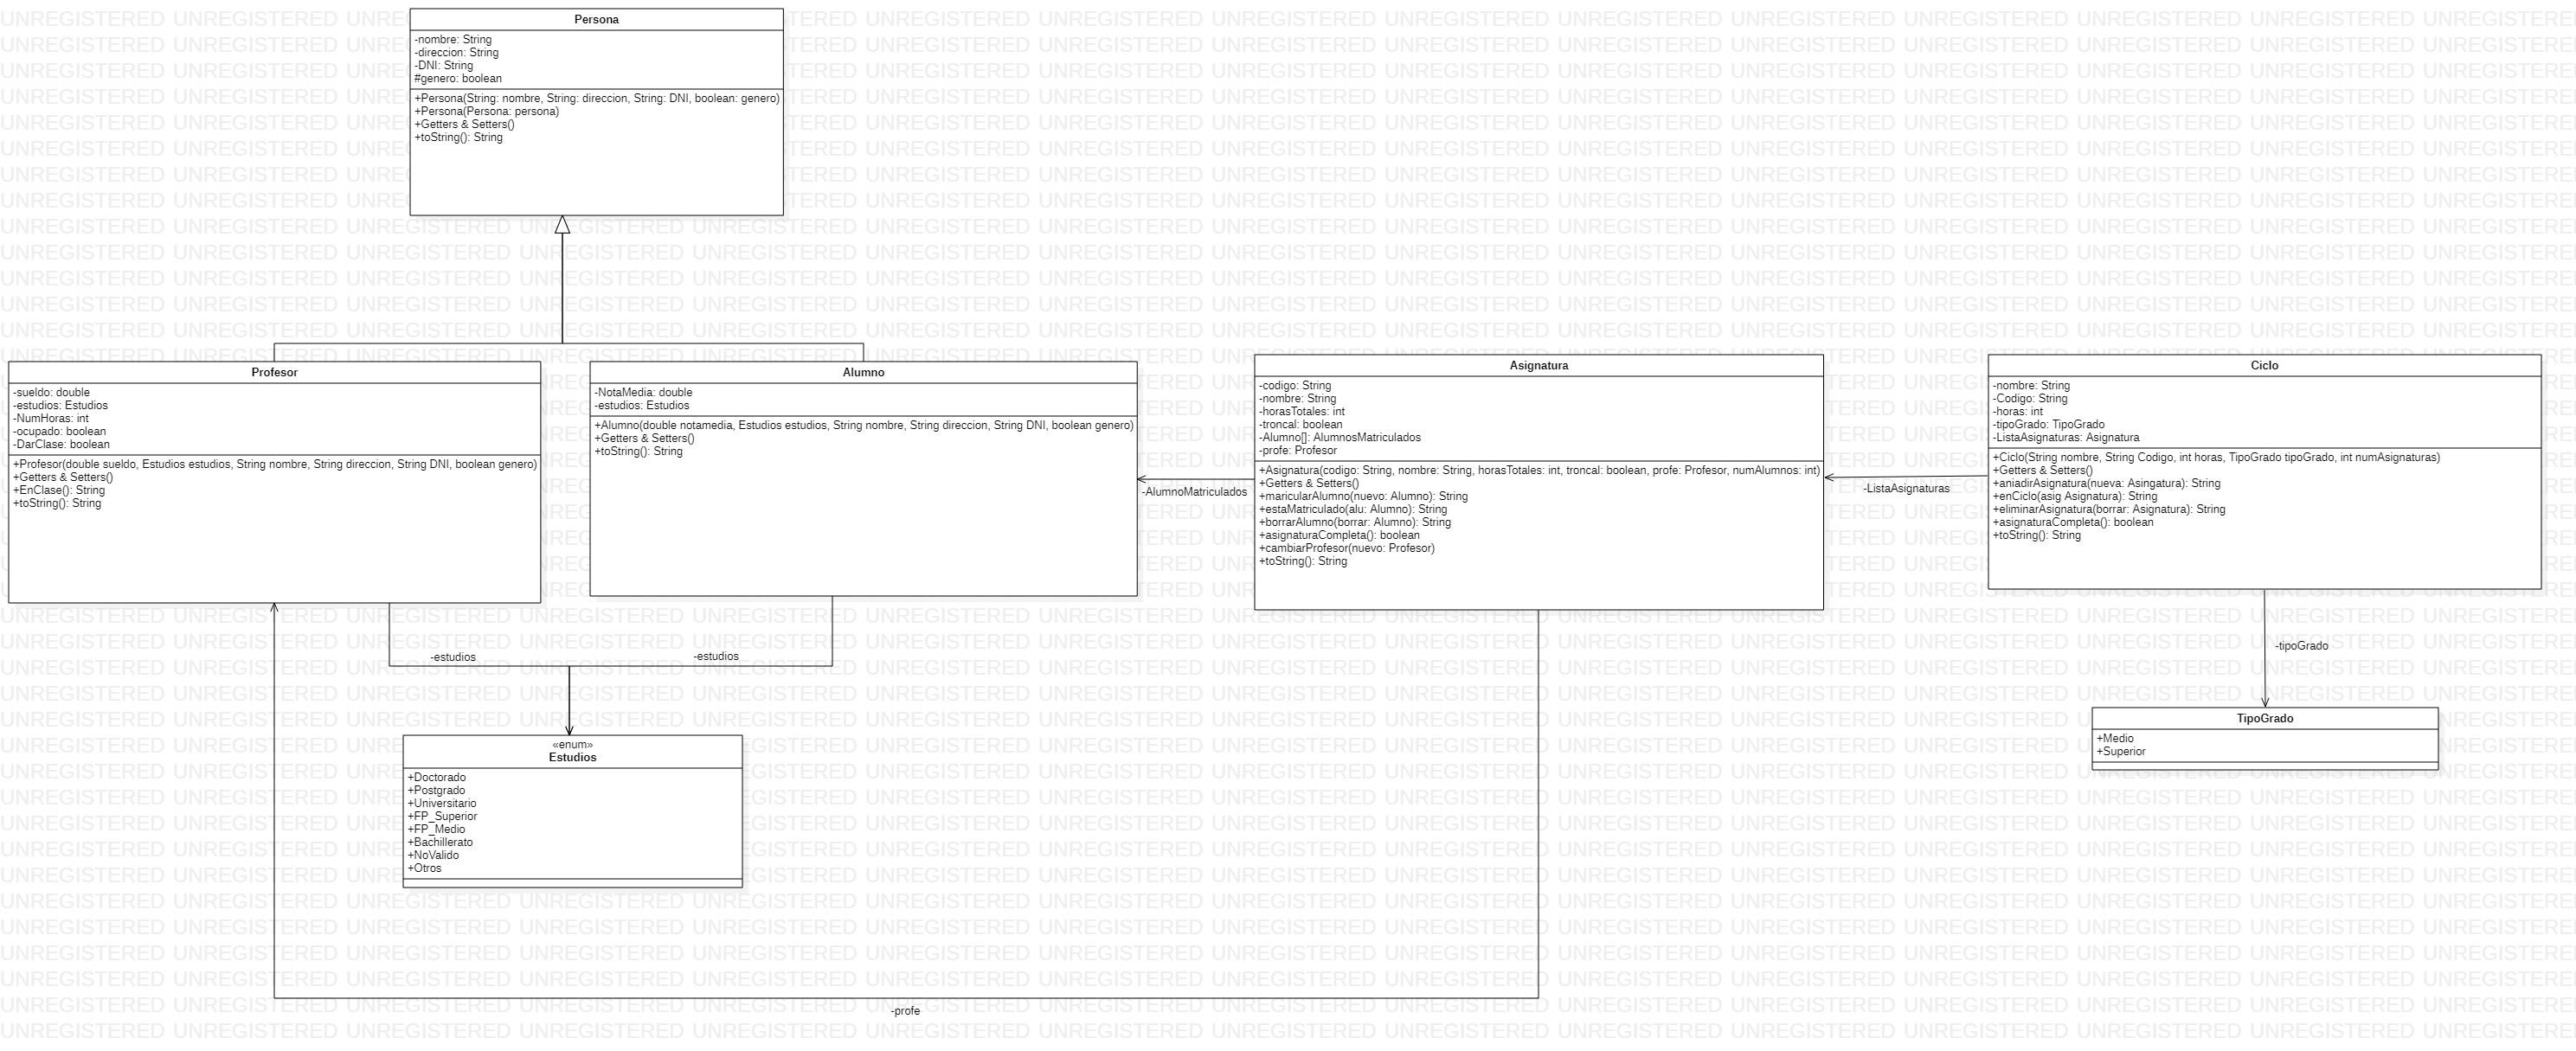 Persona
-nombre: String
-direccion: String
-DNI: String
#genero: boolean
+Persona(String: nombre, String: direccion, String: DNI, boolean: genero)
+Persona(Persona: persona)
+Getters & Setters()
+toString(): String
Profesor
-sueldo: double
-estudios: Estudios
-NumHoras: int
-ocupado: boolean
-DarClase: boolean
+Profesor(double sueldo, Estudios estudios, String nombre, String direccion, String DNI, boolean genero)
+Getters & Setters()
+EnClase(): String
+toString(): String
Alumno
-NotaMedia: double
-estudios: Estudios
+Alumno(double notamedia, Estudios estudios, String nombre, String direccion, String DNI, boolean genero)
+Getters & Setters()
+toString(): String
-AlumnoMatriculados
Asignatura
-codigo: String
-nombre: String
-horasTotales: int
-troncal: boolean
-Alumno[]: AlumnosMatriculados
-profe: Profesor
+Asignatura(codigo: String, nombre: String, horasTotales: int, troncal: boolean, profe: Profesor, numAlumnos: int)
+Getters & Setters()
+maricularAlumno(nuevo: Alumno): String
+estaMatriculado(alu: Alumno): String
+borrarAlumno(borrar: Alumno): String
+asignaturaCompleta(): boolean
+cambiarProfesor(nuevo: Profesor)
+toString(): String
-ListaAsignaturas
Ciclo
-nombre: String
-Codigo: String
-horas: int
-tipoGrado: TipoGrado
-ListaAsignaturas: Asignatura
+Ciclo(String nombre, String Codigo, int horas, TipoGrado tipoGrado, int numAsignaturas)
+Getters & Setters()
+aniadirAsignatura(nueva: Asingatura): String
+enCiclo(asig Asignatura): String
+eliminarAsignatura(borrar: Asignatura): String
+asignaturaCompleta(): boolean
+toString(): String
-estudios
-estudios
-tipoGrado
«enum»
Estudios
+Doctorado
+Postgrado
+Universitario
+FP_Superior
+FP_Medio
+Bachillerato
+NoValido
+Otros
TipoGrado
+Medio
+Superior
-profe
UNREGISTERED